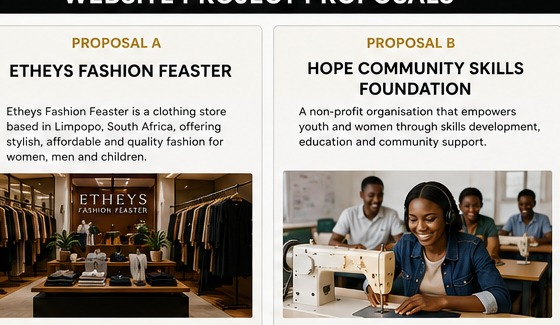 WEBSITE PROJECT PROPOSALS
PROPOSAL A
ETHEYS FASHION FEASTER
Etheys Fashion Feaster is a clothing store
based in Limpopo, South Africa, offering
stylish, affordable and quality fashion for
women, men and children.
ETHEYS
FASHION FEASTER
PROPOSAL B
HOPE COMMUNITY SKILLS
FOUNDATION
A non-profit organisation that empowers
youth and women through skills development,
education and community support.